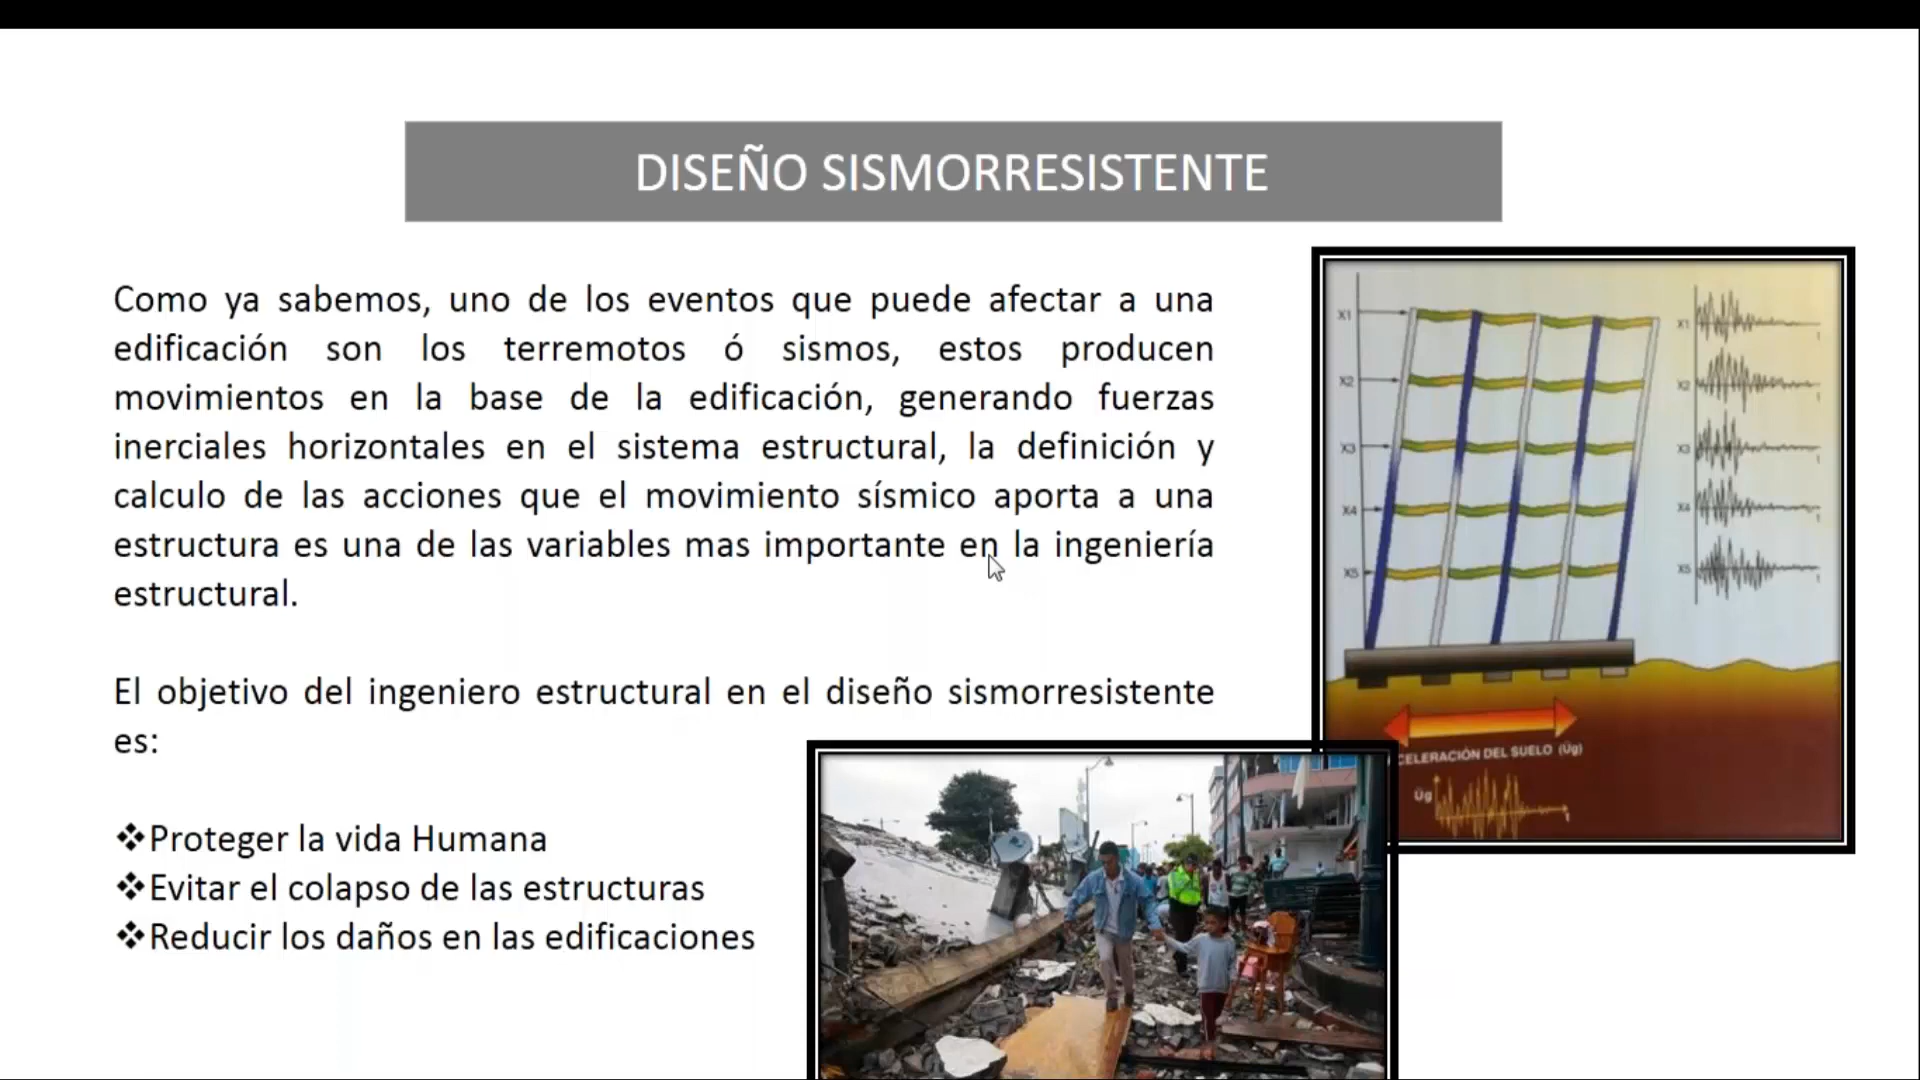 DISEÑO SISMORRESISTENTE
Como ya sabemos, uno de los eventos que puede afectar a una
edificación son los terremotos ó sismos, estos producen
movimientos en la base de la edificación, generando fuerzas
inerciales horizontales en el sistema estructural, la definición y
calculo de las acciones que el movimiento sísmico aporta a una
estructura es una de las variables mas importante en la ingeniería
estructural.
El objetivo del ingeniero estructural en el diseño sismorresistente
es:
❖Proteger la vida Humana
❖Evitar el colapso de las estructuras
❖Reducir los daños en las edificaciones
X1
X2
X3
X4
X5
X1
X2
X3
X4
X5
CELERACIÓN DEL SUELO (Üg)
Üg